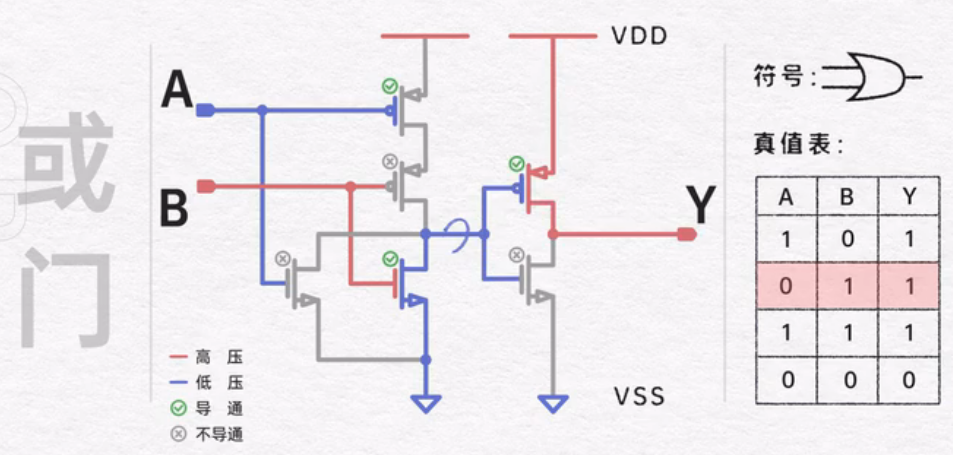 或
门
A
B
VDD
VSS
Y
高 压
低 压
导 通
不导通
符号:
真值表:
A B Y
1 0 1
0 1 1
1 1 1
0 0 0